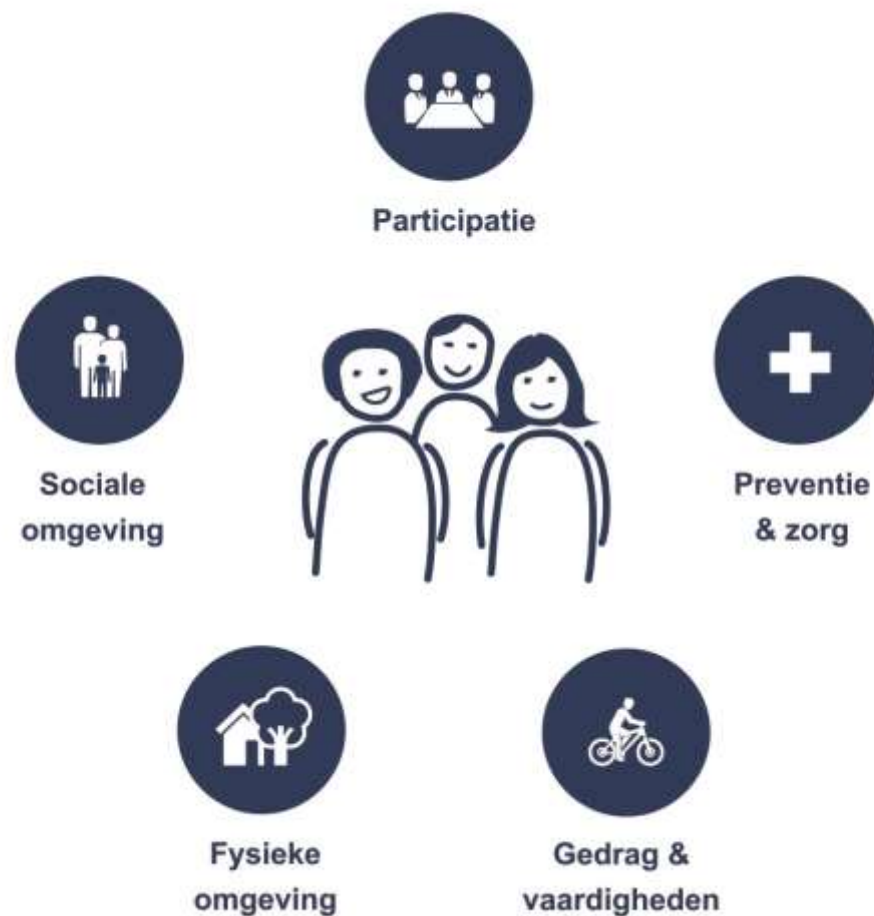 Participatie
Sociale
omgeving
Preventie
& zorg
Fysieke
omgeving
Gedrag &
vaardigheden